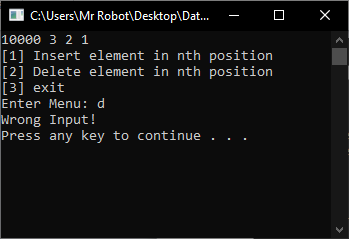 C:\Users\Mr Robot\Desktop\Dat...
10000 3 2 1
[1] Insert element in nth position
[2] Delete element in nth position
[3] exit
Enter Menu: d
Wrong Input!
Press any key to continue . . .